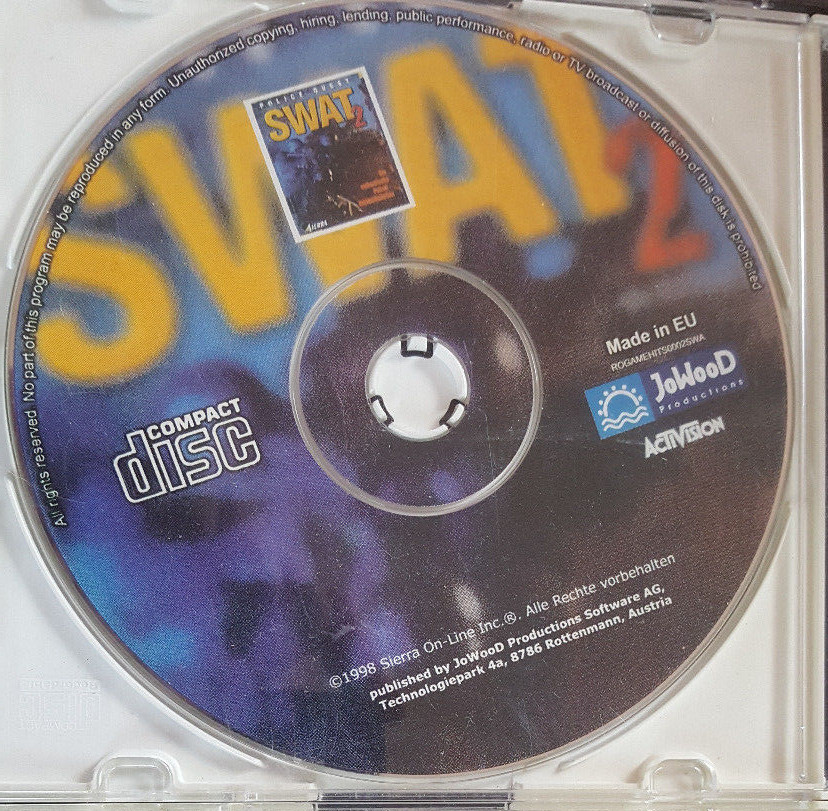 All rights reserved. No part of this program may be reproduced in any form. Unauthorized copying, hiring, lending, public performance, radio or TV broadcast or diffusion of this disk is prohibited
SWAT 2
POLICE QUEST
SWAT 2
SIERRA
Made in EU
ROGAMEHITS0002SWA
JoWooD
Productions
ACTIVISION
COMPACT
disc
©1998 Sierra On-Line Inc.®. Alle Rechte vorbehalten
published by JoWooD Productions Software AG,
Technologiepark 4a, 8786 Rottenmann, Austria